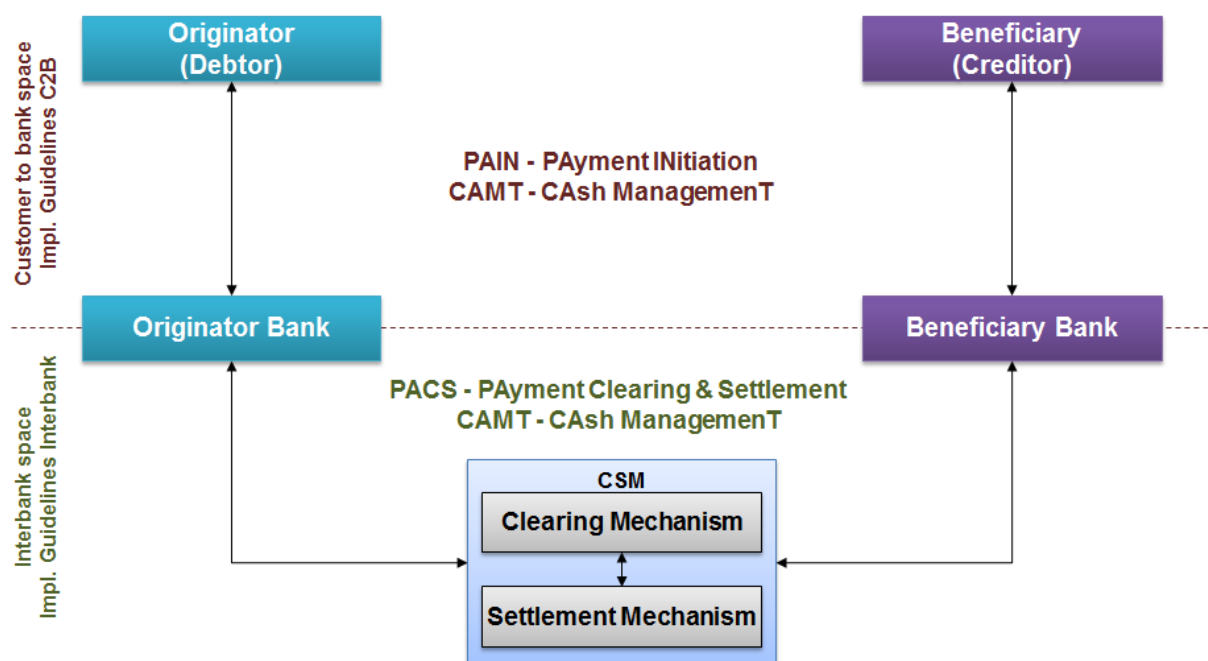 Originator
(Debtor)
Beneficiary
(Creditor)
Customer to bank space
Impl. Guidelines C2B
PAIN - PAyment INitiation
CAMT - CAsh ManagemenT
Originator Bank
Beneficiary Bank
Interbank space
Impl. Guidelines Interbank
PACS - PAyment Clearing & Settlement
CAMT - CAsh ManagemenT
CSM
Clearing Mechanism
Settlement Mechanism